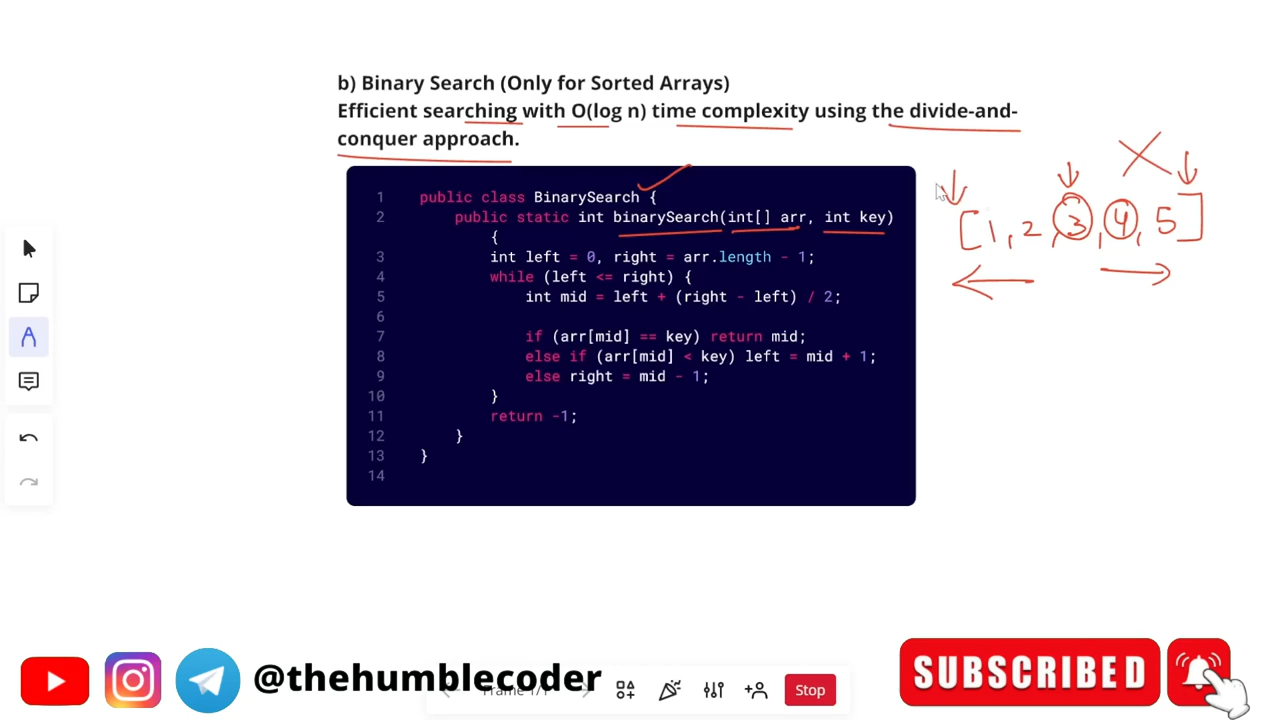 b) Binary Search (Only for Sorted Arrays)
Efficient searching with O(log n) time complexity using the divide-and-
conquer approach.
1 public class BinarySearch {
2 public static int binarySearch(int[] arr, int key)
{
3 int left = 0, right = arr.length - 1;
4 while (left <= right) {
5 int mid = left + (right - left) / 2;
6
7 if (arr[mid] == key) return mid;
8 else if (arr[mid] < key) left = mid + 1;
9 else right = mid - 1;
10 }
11 return -1;
12 }
13 }
14
[1, 2, 3, 4, 5]
@thehumblecoder
Frame 1/1
Stop
SUBSCRIBED